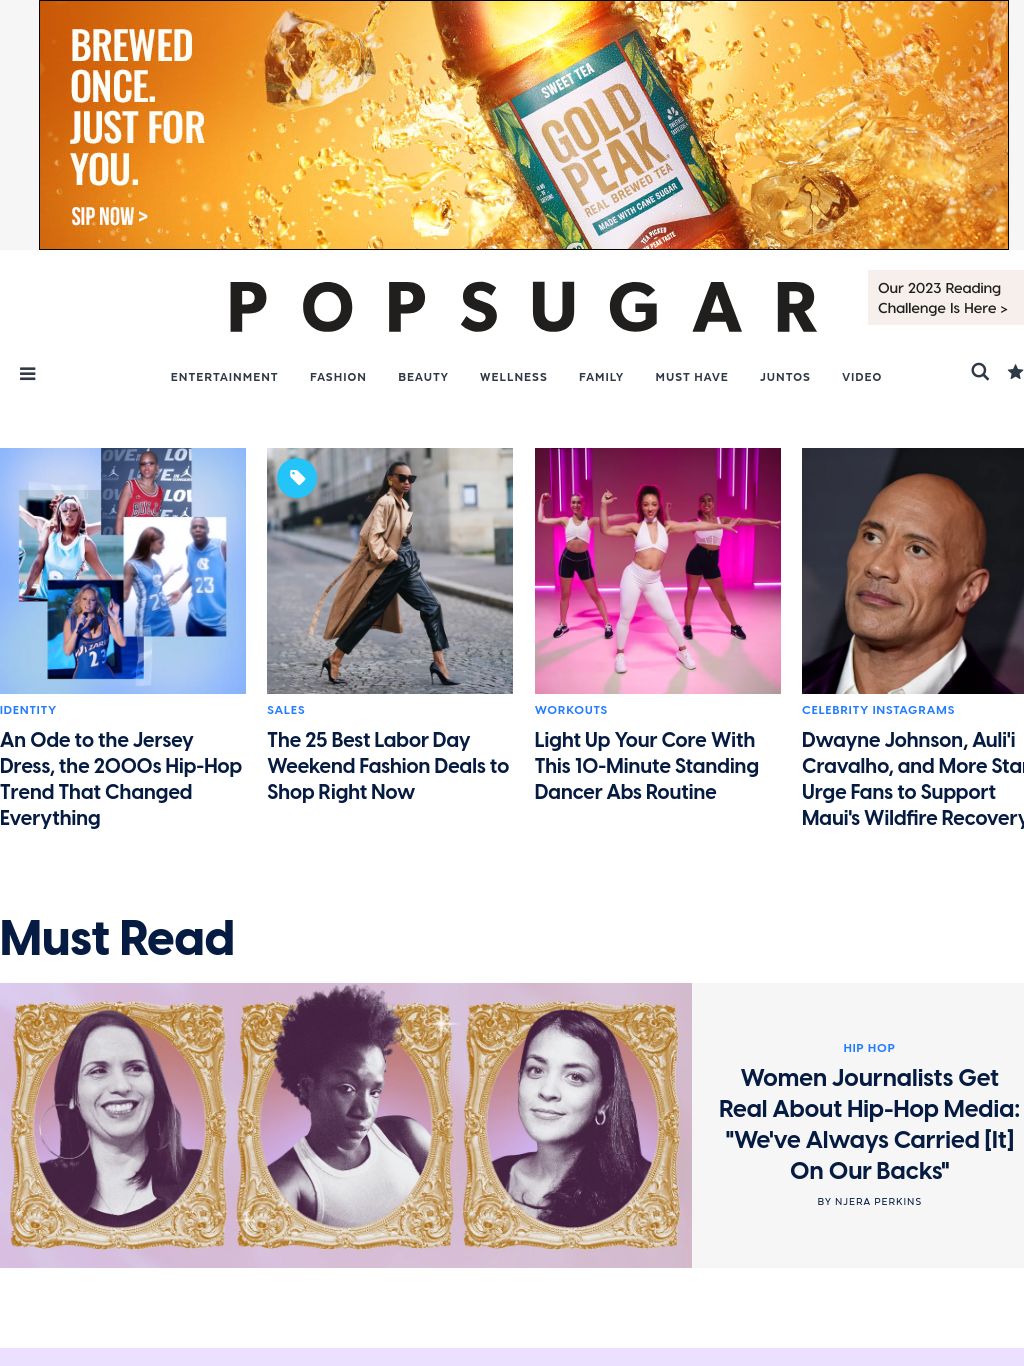 BREWED
ONCE.
JUST FOR
YOU.
SIP NOW >
SWEET TEA
GOLD
PEAK
REAL BREWED TEA
MADE WITH CANE SUGAR
TEA PICKED
POPSUGAR
Our 2023 Reading
Challenge Is Here >
ENTERTAINMENT FASHION BEAUTY WELLNESS FAMILY MUST HAVE JUNTOS VIDEO
IDENTITY
An Ode to the Jersey
Dress, the 2000s Hip-Hop
Trend That Changed
Everything
SALES
The 25 Best Labor Day
Weekend Fashion Deals to
Shop Right Now
WORKOUTS
Light Up Your Core With
This 10-Minute Standing
Dancer Abs Routine
CELEBRITY INSTAGRAMS
Dwayne Johnson, Auli'i
Cravalho, and More Star
Urge Fans to Support
Maui's Wildfire Recovery
Must Read
HIP HOP
Women Journalists Get
Real About Hip-Hop Media:
"We've Always Carried [It]
On Our Backs"
BY NJERA PERKINS